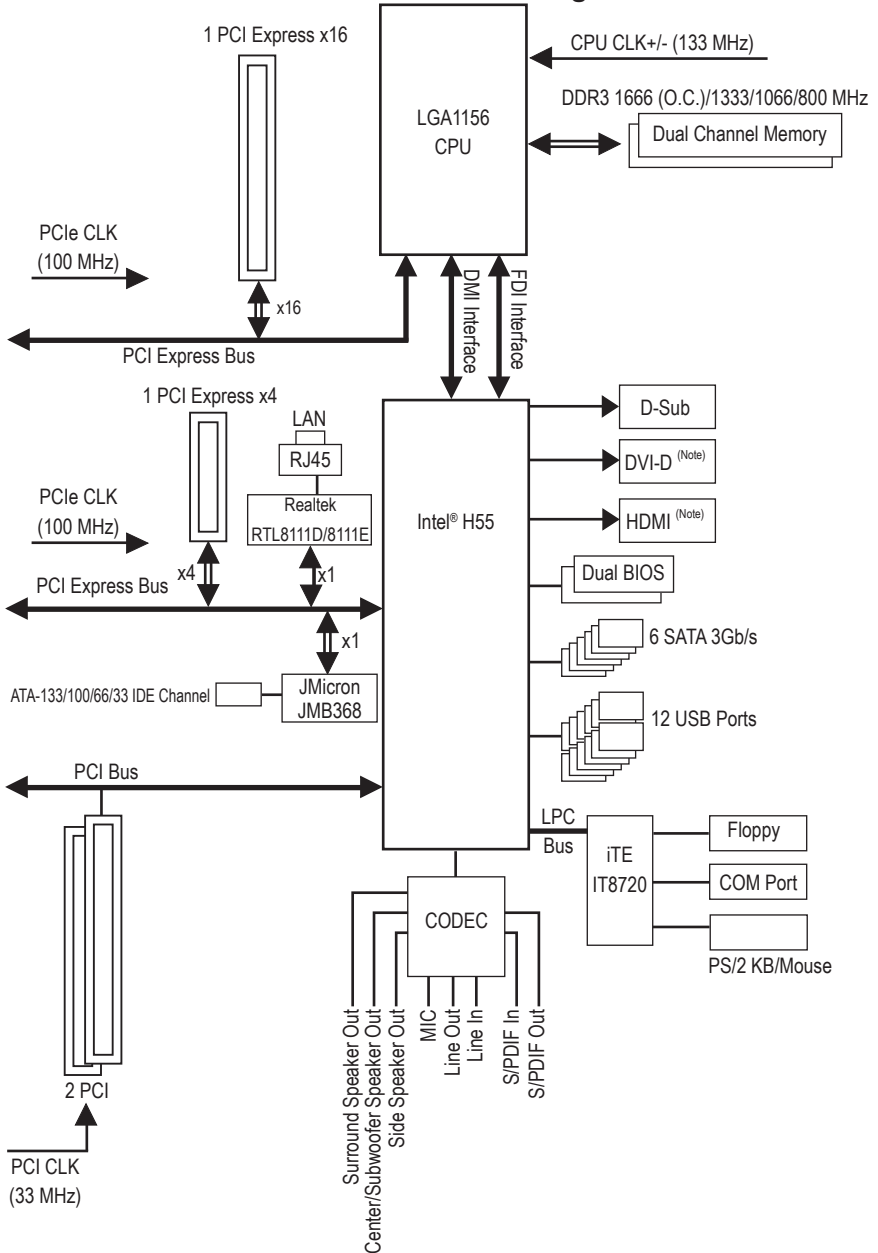 1 PCI Express x16
CPU CLK+/- (133 MHz)
DDR3 1666 (O.C.)/1333/1066/800 MHz
LGA1156
CPU
Dual Channel Memory
PCIe CLK
(100 MHz)
x16
DMI Interface
FDI Interface
PCI Express Bus
1 PCI Express x4
LAN
RJ45
D-Sub
DVI-D (Note)
PCIe CLK
(100 MHz)
Realtek
RTL8111D/8111E
Intel® H55
HDMI (Note)
x4
x1
PCI Express Bus
Dual BIOS
x1
6 SATA 3Gb/s
ATA-133/100/66/33 IDE Channel
JMicron
JMB368
12 USB Ports
PCI Bus
LPC
Bus
iTE
IT8720
Floppy
COM Port
PS/2 KB/Mouse
CODEC
Surround Speaker Out
Center/Subwoofer Speaker Out
Side Speaker Out
MIC
Line Out
Line In
S/PDIF In
S/PDIF Out
2 PCI
PCI CLK
(33 MHz)